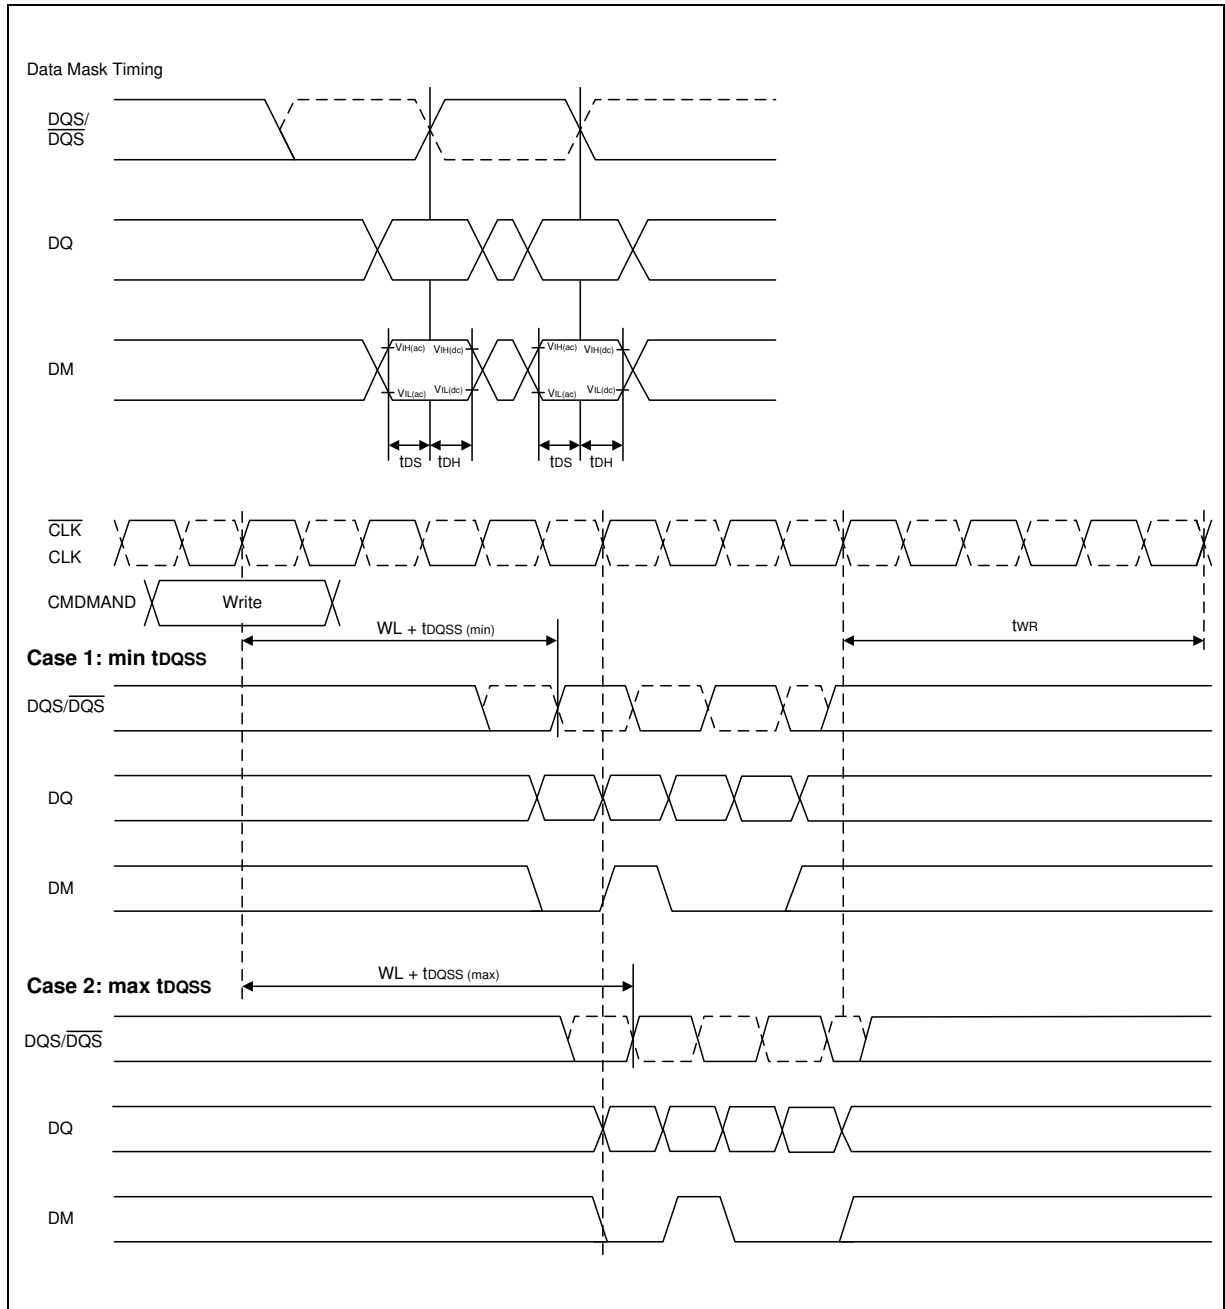 Data Mask Timing
DQS/
DQS
DQ
DM
VIH(ac) VIH(dc) VIH(ac) VIH(dc)
VIL(ac) VIL(dc) VIL(ac) VIL(dc)
tDS tDH tDS tDH
CLK
CLK
CMDMAND Write
WL + tDQSS (min) tWR
Case 1: min tDQSS
DQS/DQS
DQ
DM
WL + tDQSS (max)
Case 2: max tDQSS
DQS/DQS
DQ
DM